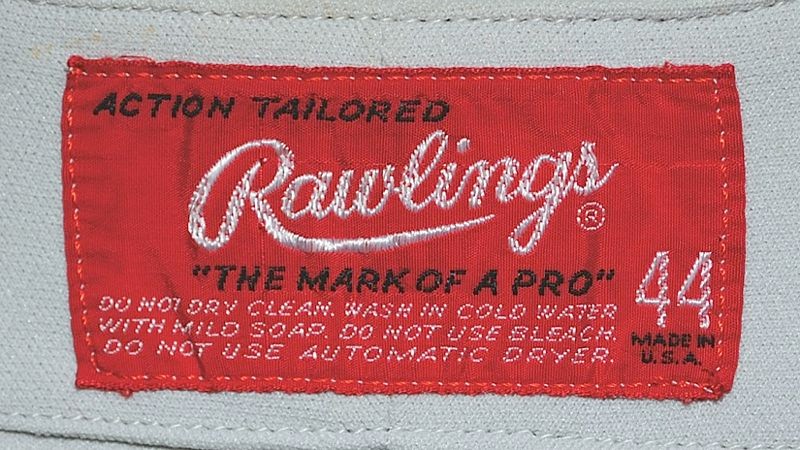 ACTION TAILORED
Rawlings ®
"THE MARK OF A PRO"
DO NOT DRY CLEAN. WASH IN COLD WATER
WITH MILD SOAP. DO NOT USE BLEACH.
DO NOT USE AUTOMATIC DRYER.
44
MADE IN
U.S.A.